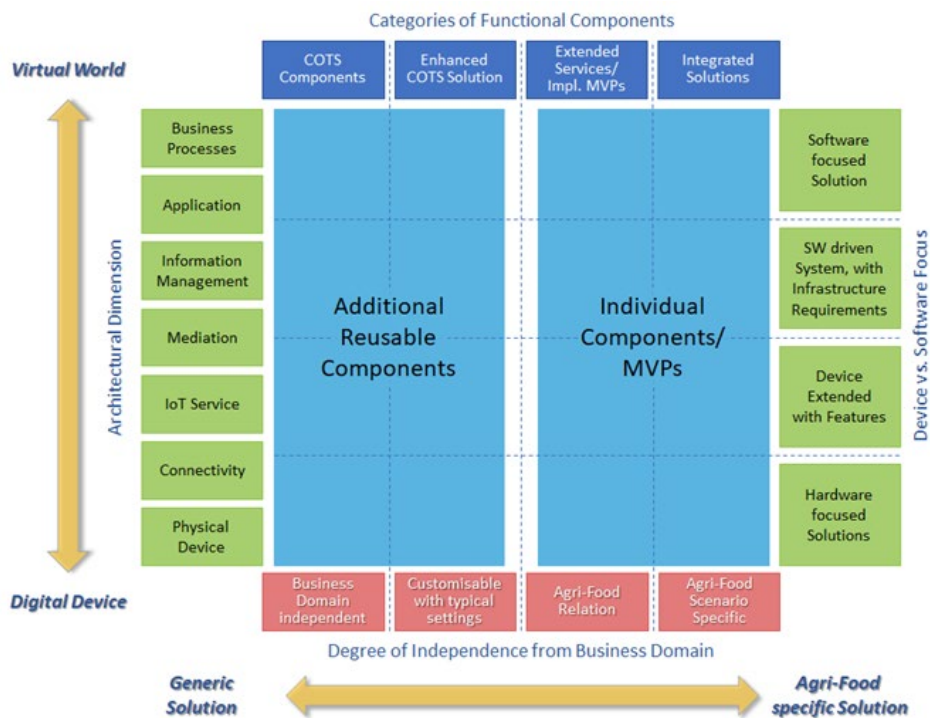 Categories of Functional Components
Virtual World
COTS
Components
Enhanced
COTS Solution
Extended
Services/
Impl. MVPs
Integrated
Solutions
Architectural Dimension
Business
Processes
Application
Information
Management
Mediation
IoT Service
Connectivity
Physical
Device
Additional
Reusable
Components
Individual
Components/
MVPs
Software
focused
Solution
SW driven
System, with
Infrastructure
Requirements
Device
Extended
with Features
Hardware
focused
Solutions
Device vs. Software Focus
Digital Device
Business
Domain
independent
Customisable
with typical
settings
Agri-Food
Relation
Agri-Food
Scenario
Specific
Degree of Independence from Business Domain
Generic
Solution
Agri-Food
specific Solution